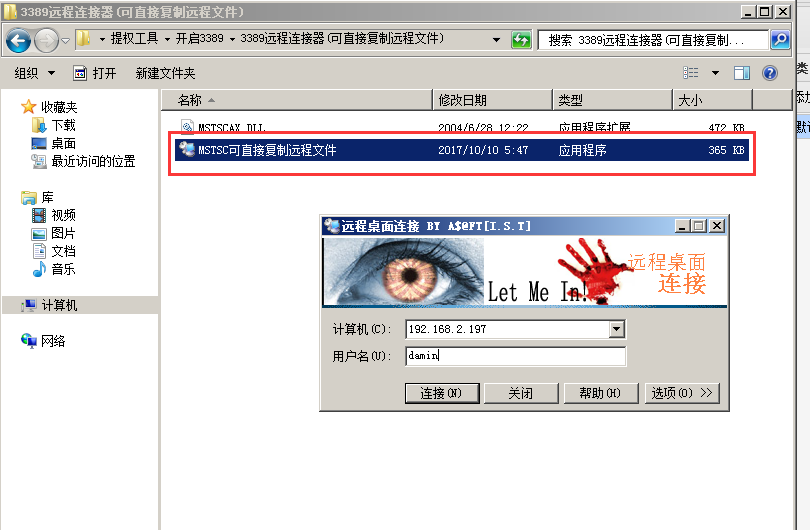 3389远程连接器(可直接复制远程文件)
提权工具 开启3389 3389远程连接器(可直接复制远程文件)
搜索 3389远程连接器(可直接复制...
组织 打开 新建文件夹
类
名称 修改日期 类型 大小
收藏夹
下载
桌面
最近访问的位置
库
视频
图片
文档
音乐
计算机
网络
MSTSCAX.DLL 2004/6/28 12:22 应用程序扩展 472 KB
MSTSC可直接复制远程文件 2017/10/10 5:47 应用程序 365 KB
远程桌面连接 BY A$@FT[I.S.T]
Let Me In!
远程桌面
连接
计算机(C): 192.168.2.197
用户名(U): damin
连接(N) 关闭 帮助(H) 选项(O) >>